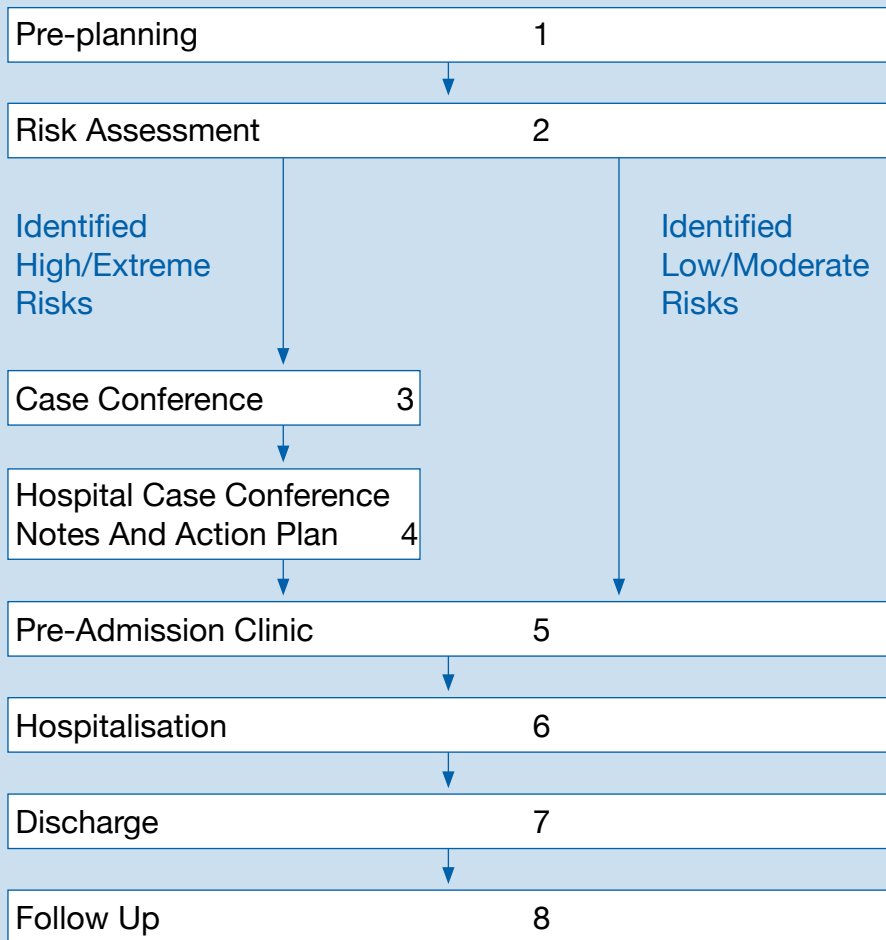 Pre-planning 1
Risk Assessment 2
Identified
High/Extreme
Risks
Identified
Low/Moderate
Risks
Case Conference 3
Hospital Case Conference
Notes And Action Plan 4
Pre-Admission Clinic 5
Hospitalisation 6
Discharge 7
Follow Up 8